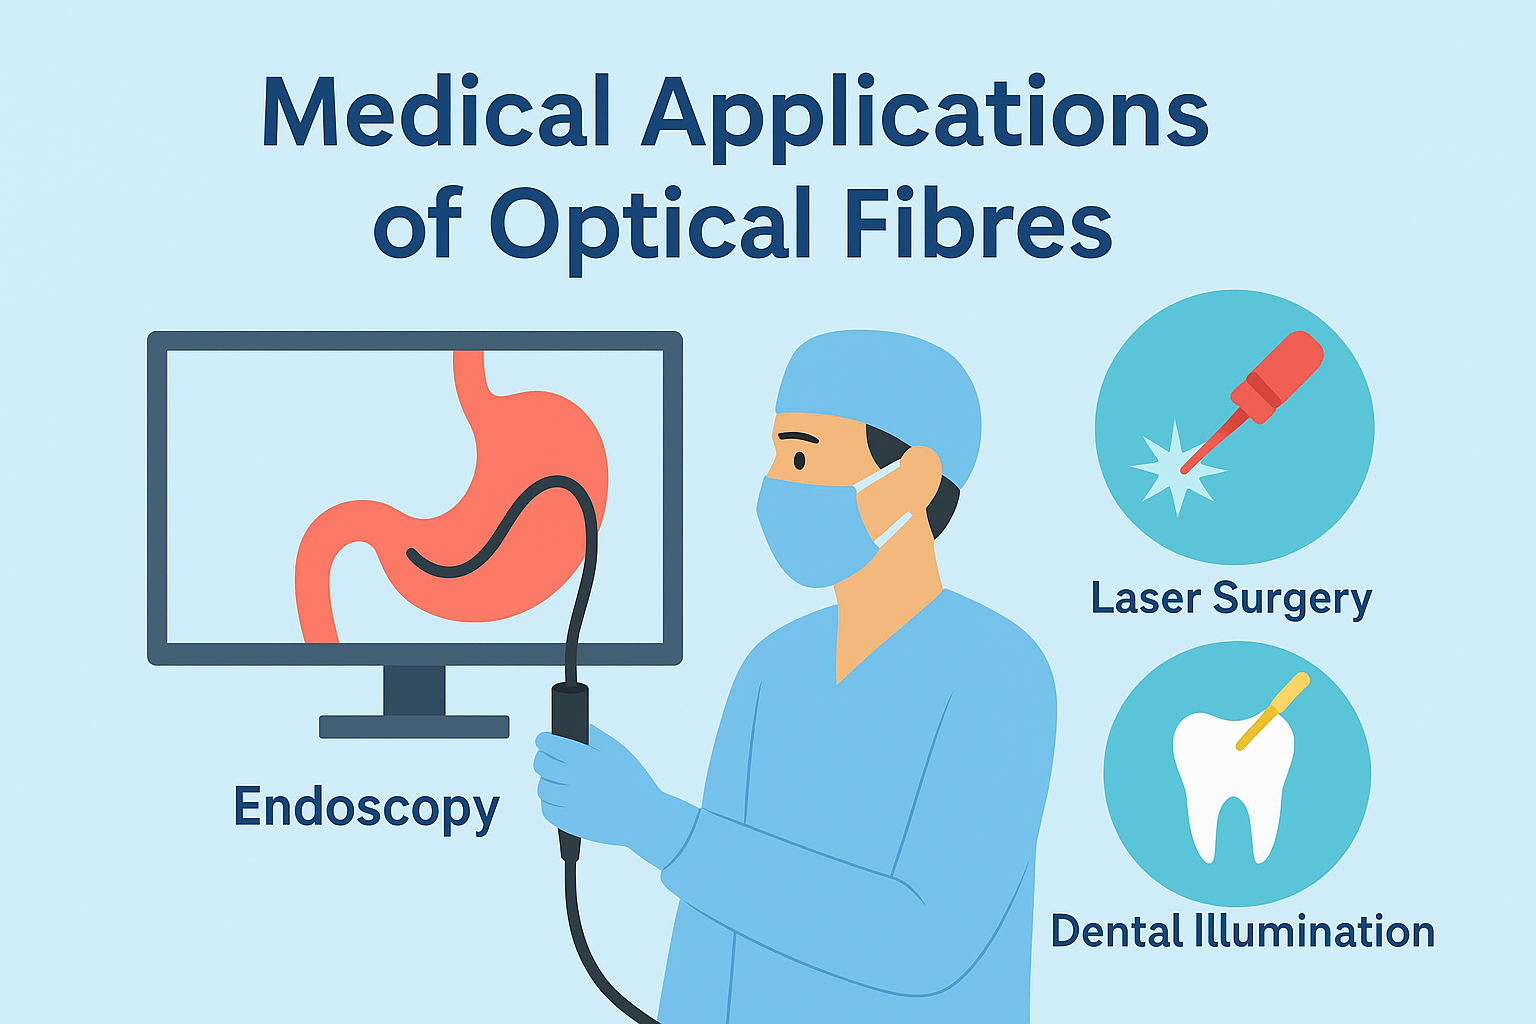 Medical Applications
of Optical Fibres
Endoscopy
Laser Surgery
Dental Illumination